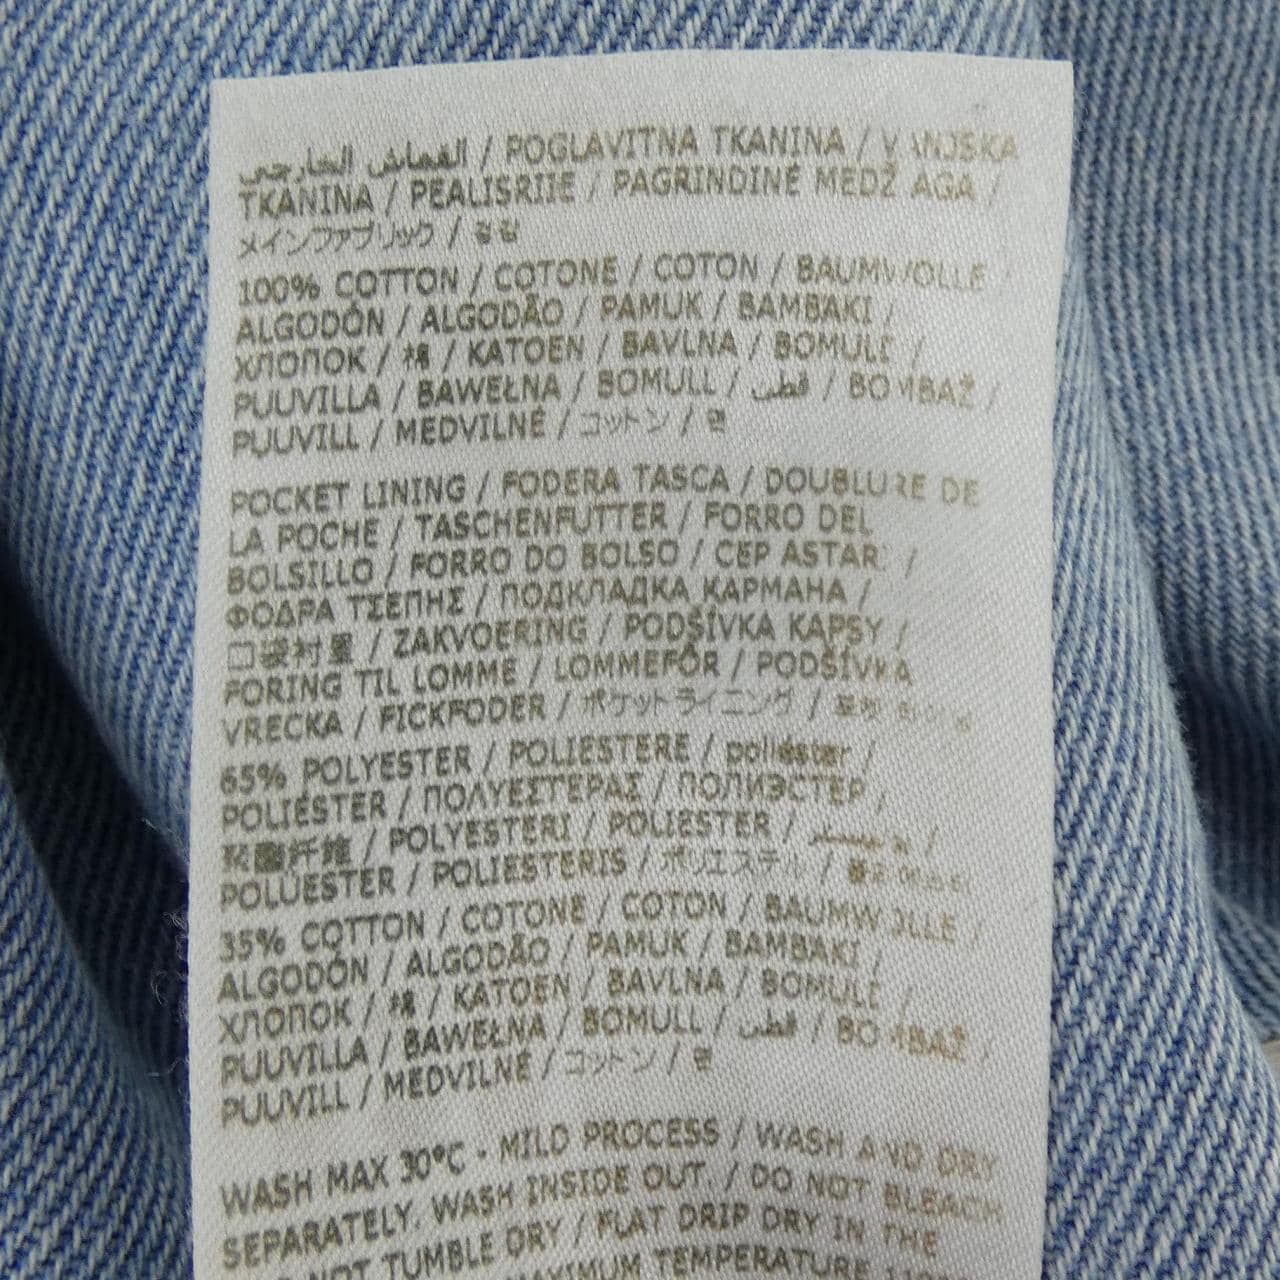 القماش الخارجي / POGLAVITNA TKANINA / VANJSKA
TKANINA / PEALISRIIE / PAGRINDINĖ MEDŽ AGA /
メインファブリック / 겉감
100% COTTON / COTONE / COTON / BAUMWOLLE /
ALGODÓN / ALGODÃO / PAMUK / BAMBAKI /
ХЛОПОК / 棉 / KATOEN / BAVLNA / BOMULL /
PUUVILLA / BAWEŁNA / BOMULL / قطن / BOMBAŽ /
PUUVILL / MEDVILNĖ / コットン / 면
POCKET LINING / FODERA TASCA / DOUBLURE DE
LA POCHE / TASCHENFUTTER / FORRO DEL
BOLSILLO / FORRO DO BOLSO / CEP ASTARI /
ΦΟΔΡΑ ΤΣΕΠΗΣ / ПОДКЛАДКА КАРМАНА /
口袋衬里 / ZAKVOERING / PODŠÍVKA KAPSY /
FORING TIL LOMME / LOMMEFÔR / PODŠÍVKA
VRECKA / FICKFODER / ポケットライニング /
65% POLYESTER / POLIESTERE / poliéster /
POLIÉSTER / ΠΟΛΥΕΣΤΕΡΑΣ / ПОЛИЭСТЕР /
聚酯纤维 / POLYESTERI / POLIESTER / بوليستر /
POLÜESTER / POLIESTERIS / ポリエステル /
35% COTTON / COTONE / COTON / BAUMWOLLE /
ALGODÓN / ALGODÃO / PAMUK / BAMBAKI /
ХЛОПОК / 棉 / KATOEN / BAVLNA / BOMULL /
PUUVILLA / BAWEŁNA / BOMULL / قطن / BOMBAŽ /
PUUVILL / MEDVILNĖ / コットン / 면
WASH MAX 30°C - MILD PROCESS / WASH AND DRY
SEPARATELY. WASH INSIDE OUT. / DO NOT BLEACH
NOT TUMBLE DRY / FLAT DRIP DRY IN THE
MAXIMUM TEMPERATURE